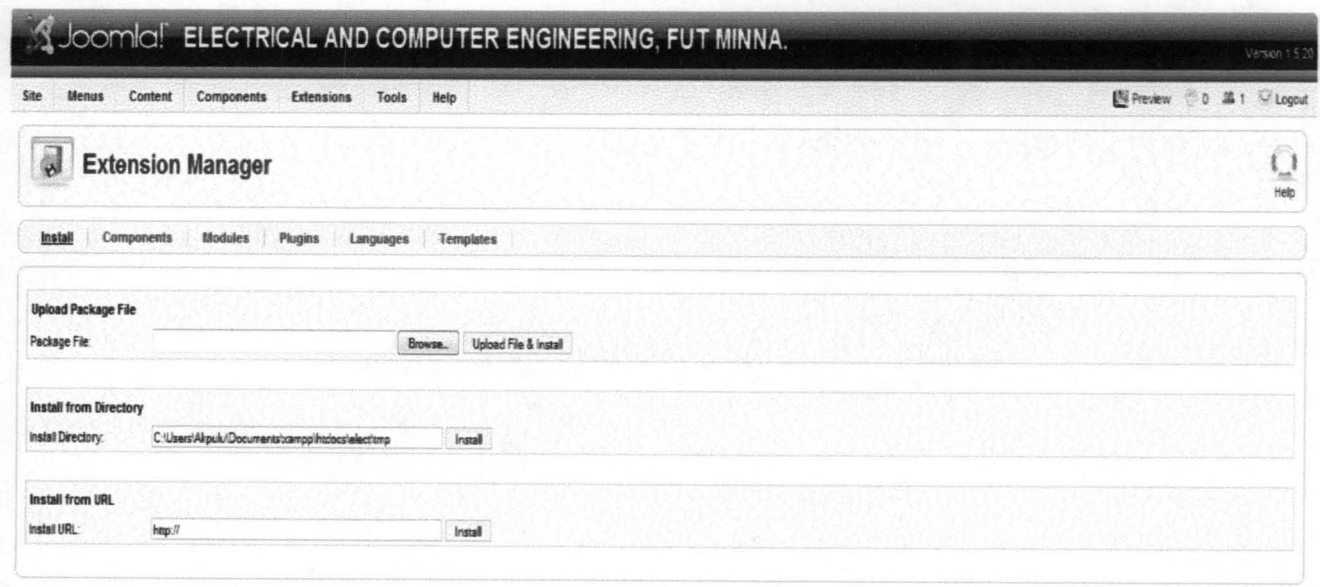 Joomla! ELECTRICAL AND COMPUTER ENGINEERING, FUT MINNA.
Version 1.5.20
Site Menus Content Components Extensions Tools Help Preview 0 1 Logout
Extension Manager
Help
Install Components Modules Plugins Languages Templates
Upload Package File
Package File: Browse... Upload File & Install
Install from Directory
Install Directory: C:\Users\Akpulu\Documents\xampp\htdocs\elect\tmp Install
Install from URL
Install URL: http:// Install